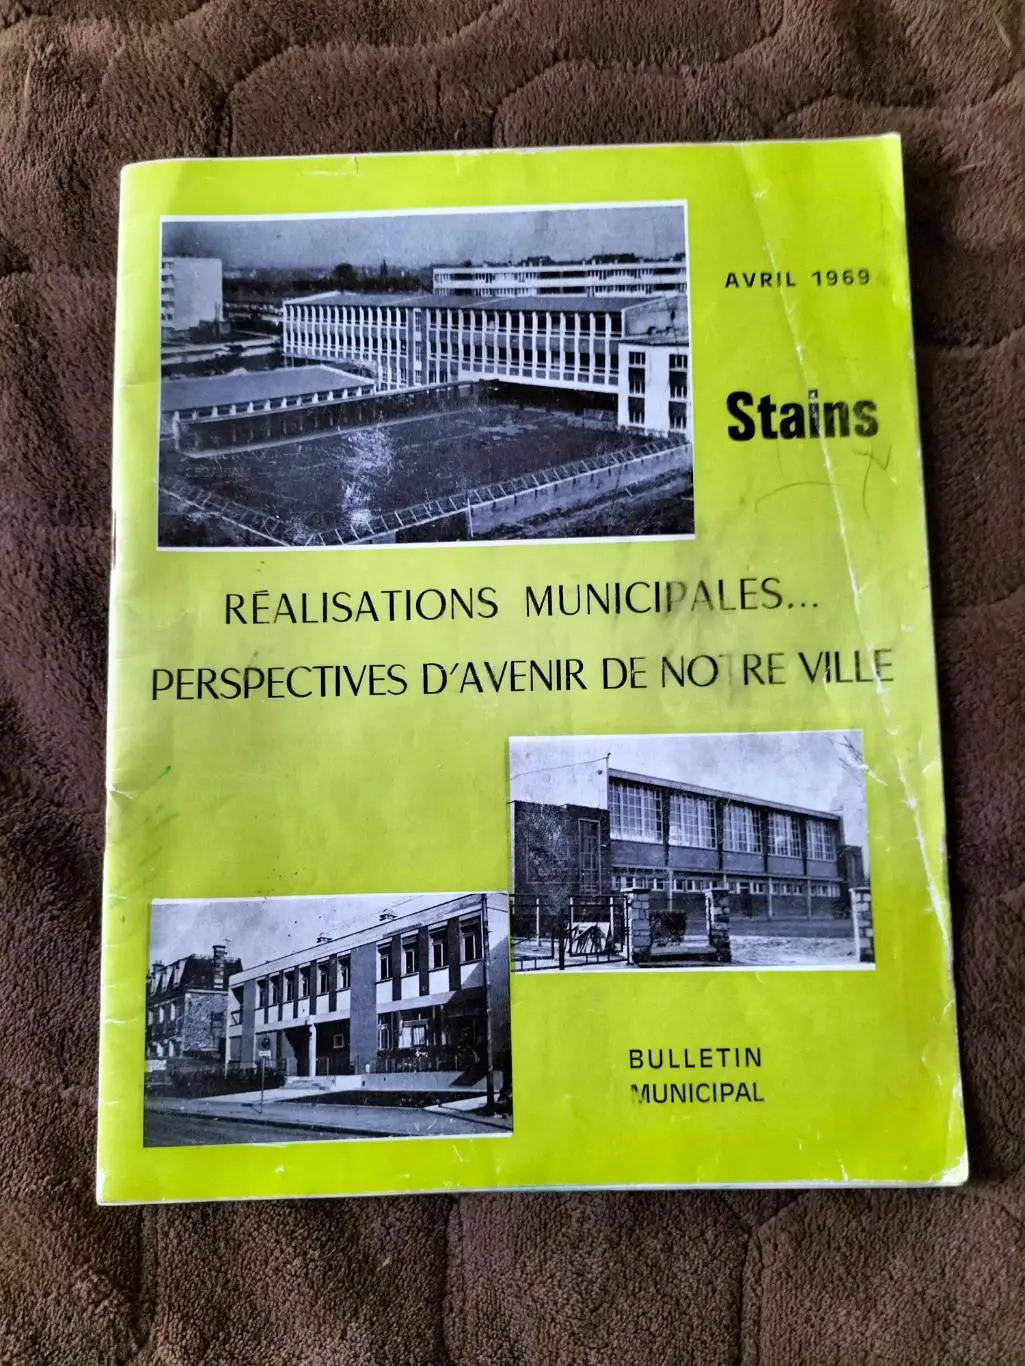 AVRIL 1969
Stains
RÉALISATIONS MUNICIPALES...
PERSPECTIVES D'AVENIR DE NOTRE VILLE
BULLETIN
MUNICIPAL